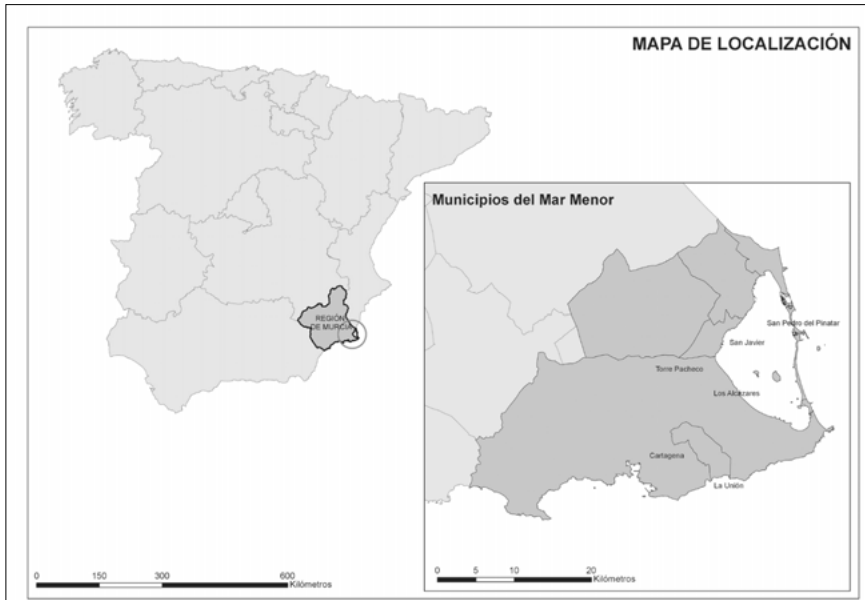 MAPA DE LOCALIZACIÓN
REGIÓN
DE MURCIA
0 150 300 600
Kilómetros
Municipios del Mar Menor
San Pedro del Pinatar
San Javier
Torre Pacheco
Los Alcázares
Cartagena
La Unión
0 5 10 20
Kilómetros